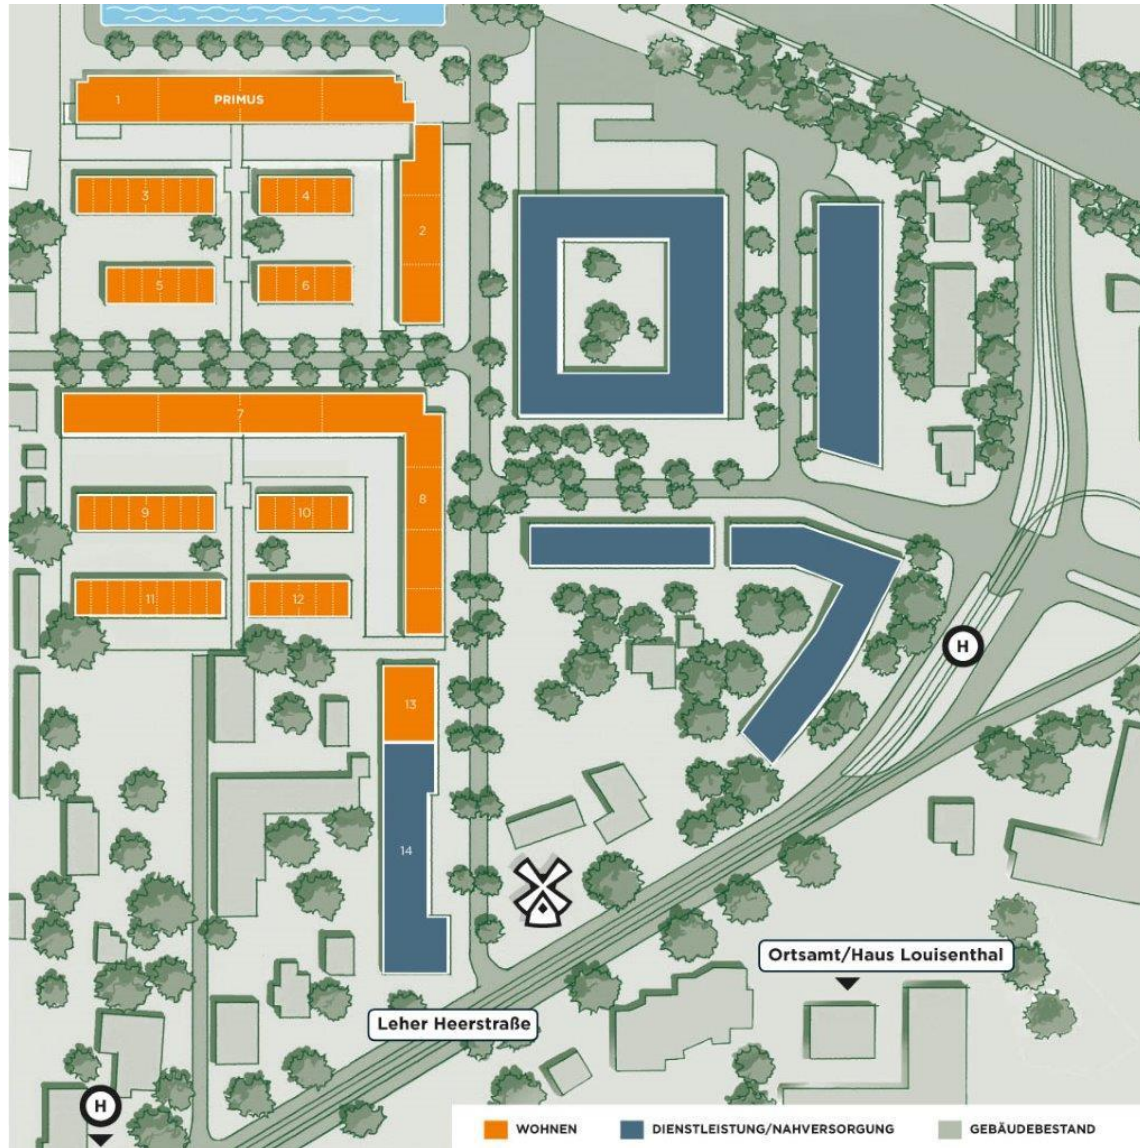 1
PRIMUS
3
4
2
5
6
7
8
9
10
11
12
H
13
14
Ortsamt/Haus Louisenthal
Leher Heerstraße
H
WOHNEN
DIENSTLEISTUNG/NAHVERSORGUNG
GEBÄUDEBESTAND